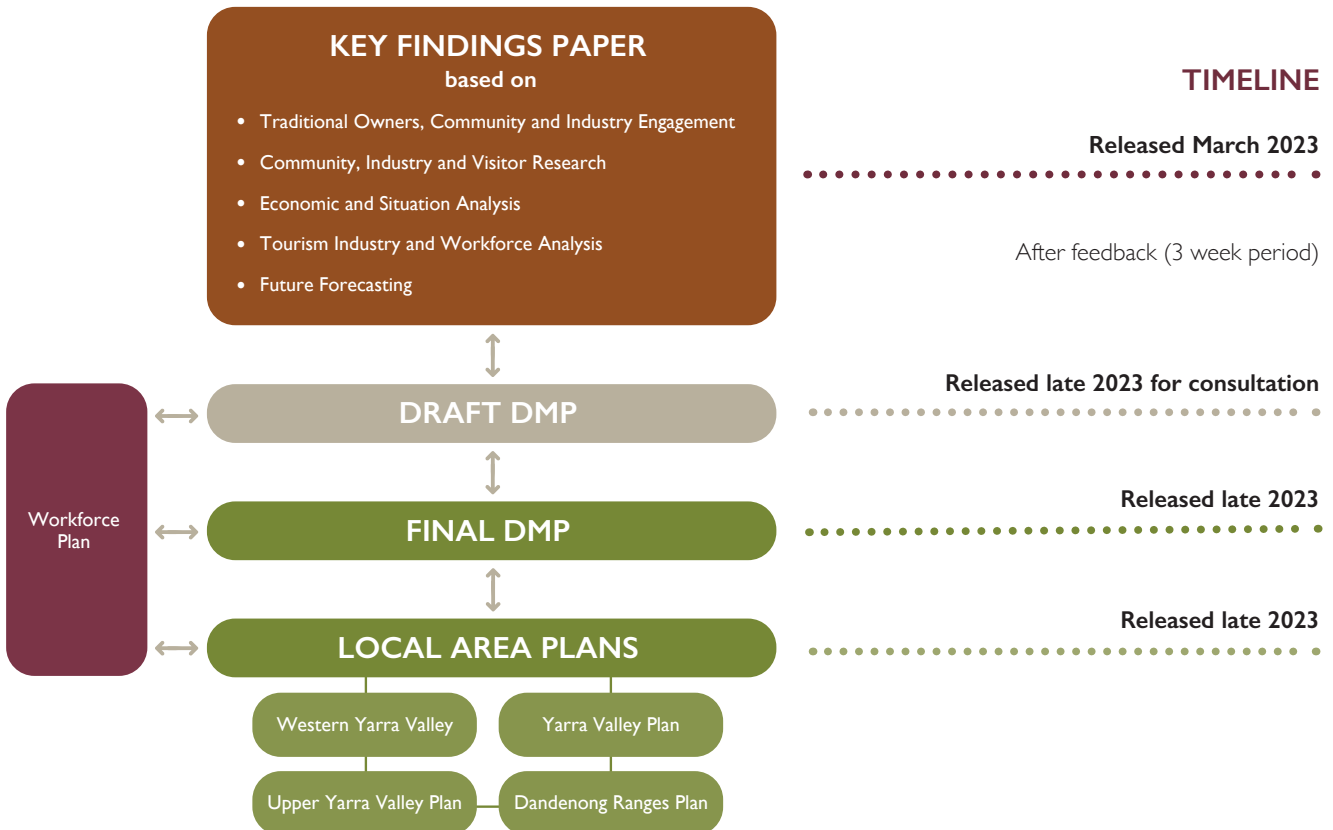 KEY FINDINGS PAPER
based on
• Traditional Owners, Community and Industry Engagement
• Community, Industry and Visitor Research
• Economic and Situation Analysis
• Tourism Industry and Workforce Analysis
• Future Forecasting
TIMELINE
Released March 2023
After feedback (3 week period)
DRAFT DMP
Released late 2023 for consultation
Workforce
Plan
FINAL DMP
Released late 2023
LOCAL AREA PLANS
Released late 2023
Western Yarra Valley
Yarra Valley Plan
Upper Yarra Valley Plan
Dandenong Ranges Plan